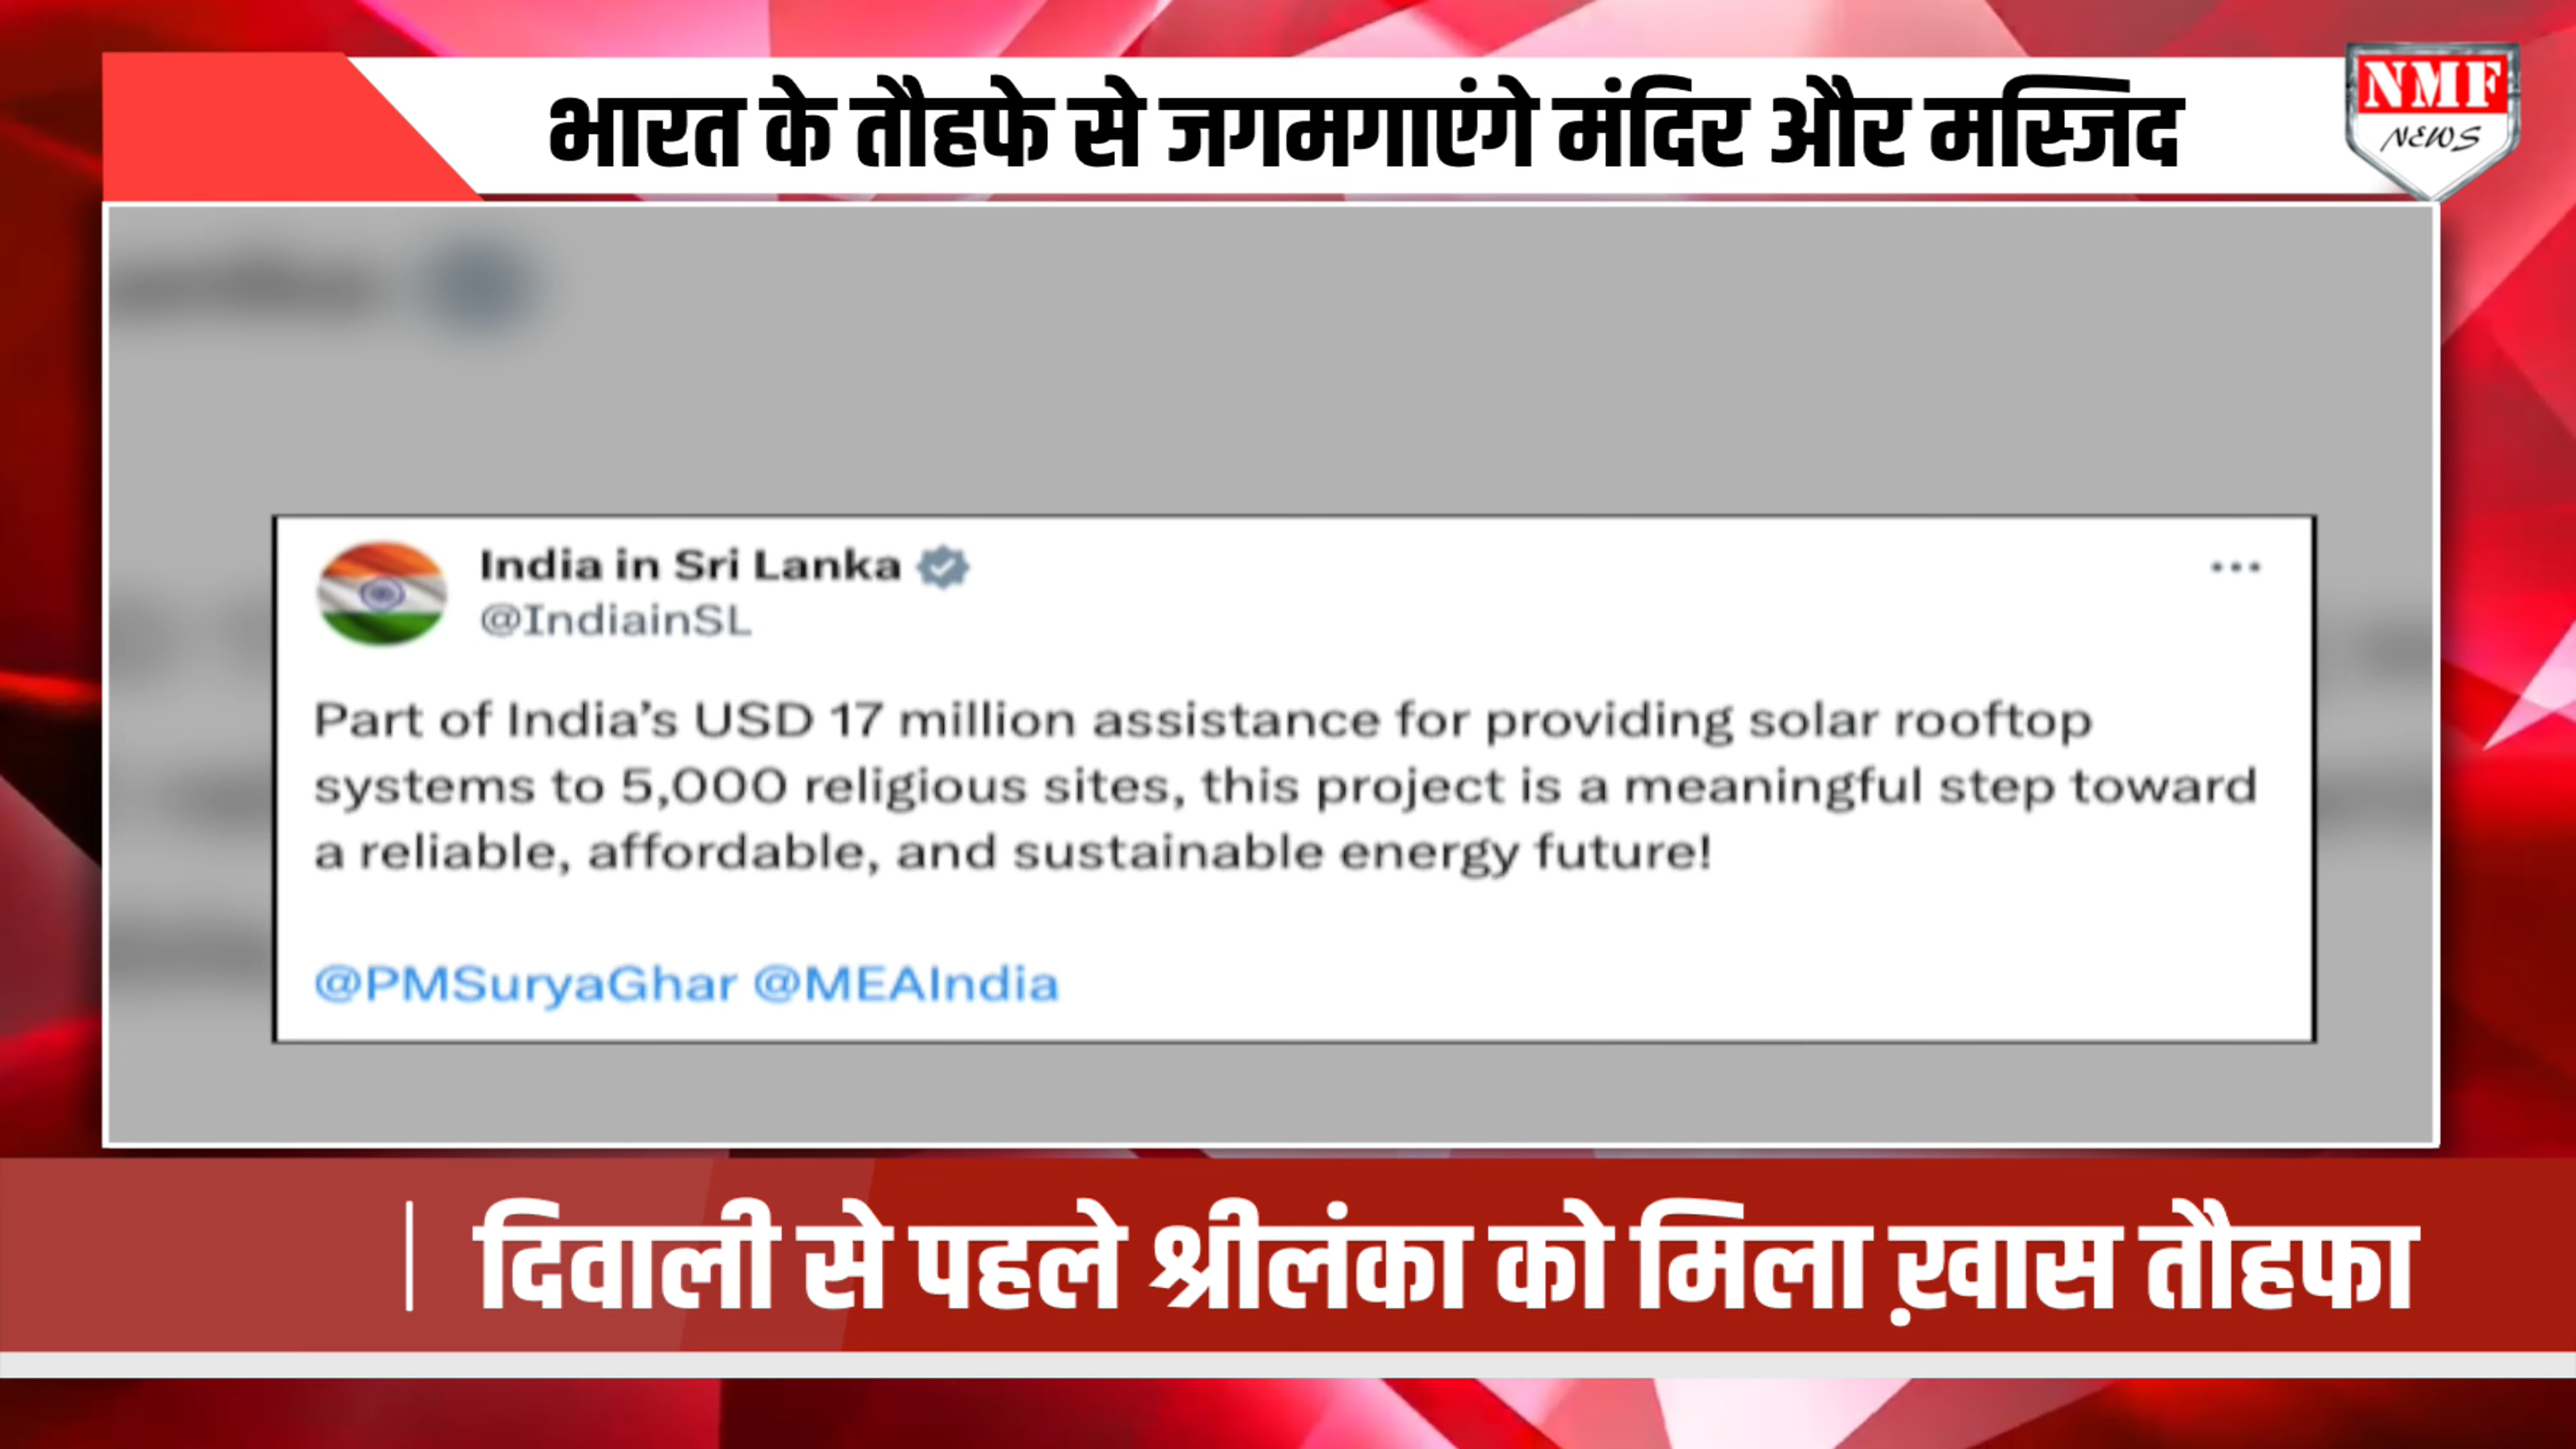 भारत के तौहफे से जगमगाएंगे मंदिर और मस्जिद
NMF
NEWS
India in Sri Lanka
@IndiainSL
Part of India’s USD 17 million assistance for providing solar rooftop
systems to 5,000 religious sites, this project is a meaningful step toward
a reliable, affordable, and sustainable energy future!
@PMSuryaGhar @MEAIndia
दिवाली से पहले श्रीलंका को मिला ख़ास तौहफा